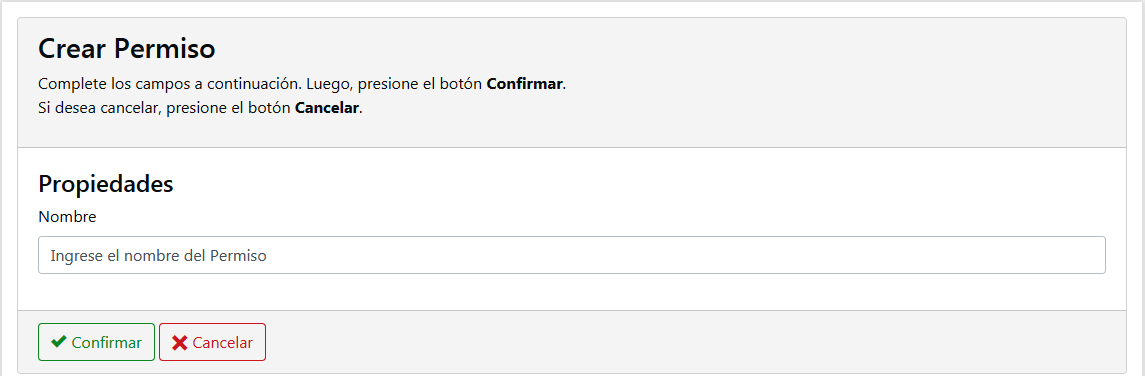 Crear Permiso
Complete los campos a continuación. Luego, presione el botón Confirmar.
Si desea cancelar, presione el botón Cancelar.
Propiedades
Nombre
Ingrese el nombre del Permiso
Confirmar Cancelar